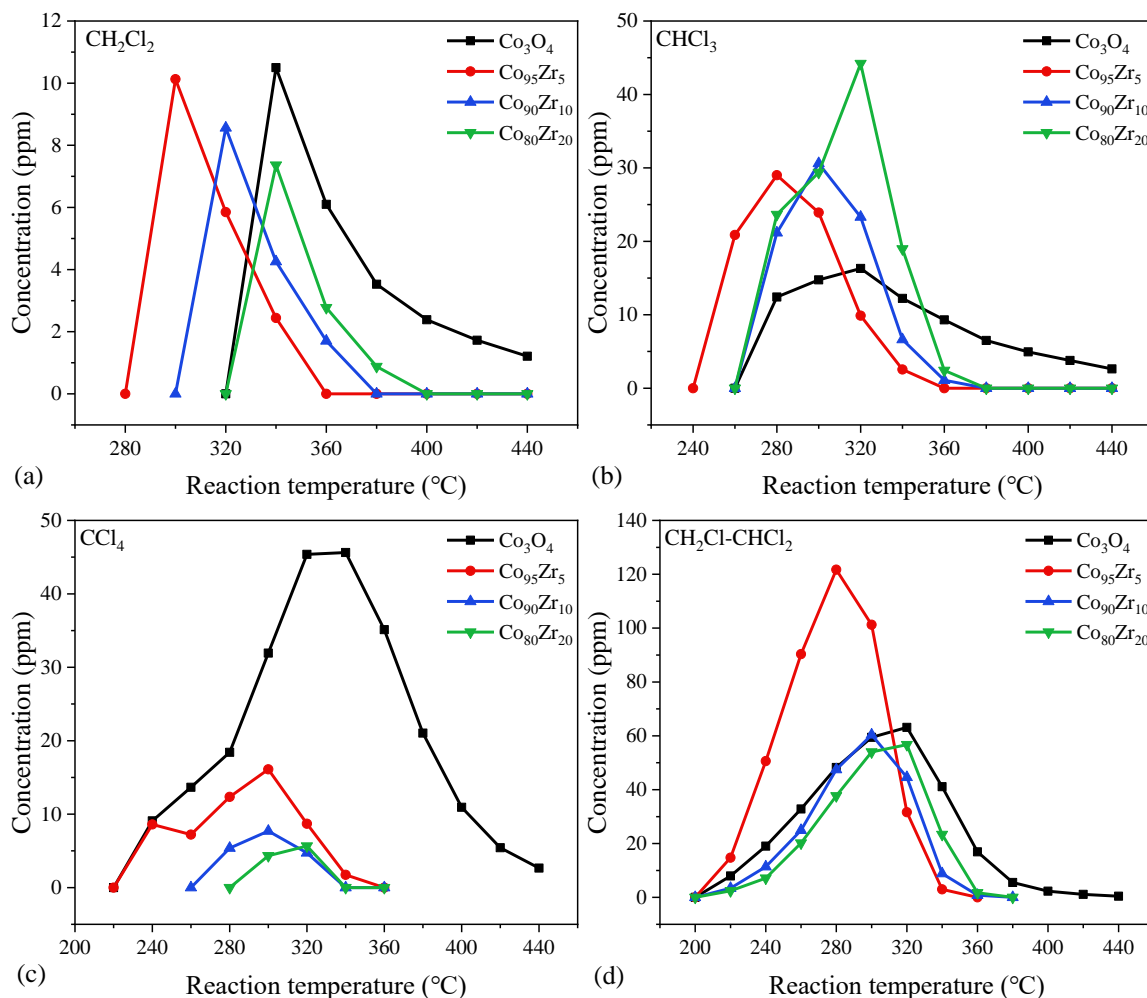 CH₂Cl₂
Co₃O₄
Co₉₅Zr₅
Co₉₀Zr₁₀
Co₈₀Zr₂₀
12
10
8
6
4
2
0
Concentration (ppm)
280 320 360 400 440
Reaction temperature (°C)
(a)
CHCl₃
Co₃O₄
Co₉₅Zr₅
Co₉₀Zr₁₀
Co₈₀Zr₂₀
50
40
30
20
10
0
Concentration (ppm)
240 280 320 360 400 440
Reaction temperature (°C)
(b)
CCl₄
Co₃O₄
Co₉₅Zr₅
Co₉₀Zr₁₀
Co₈₀Zr₂₀
50
40
30
20
10
0
Concentration (ppm)
200 240 280 320 360 400 440
Reaction temperature (°C)
(c)
CH₂Cl-CHCl₂
Co₃O₄
Co₉₅Zr₅
Co₉₀Zr₁₀
Co₈₀Zr₂₀
140
120
100
80
60
40
20
0
Concentration (ppm)
200 240 280 320 360 400 440
Reaction temperature (°C)
(d)